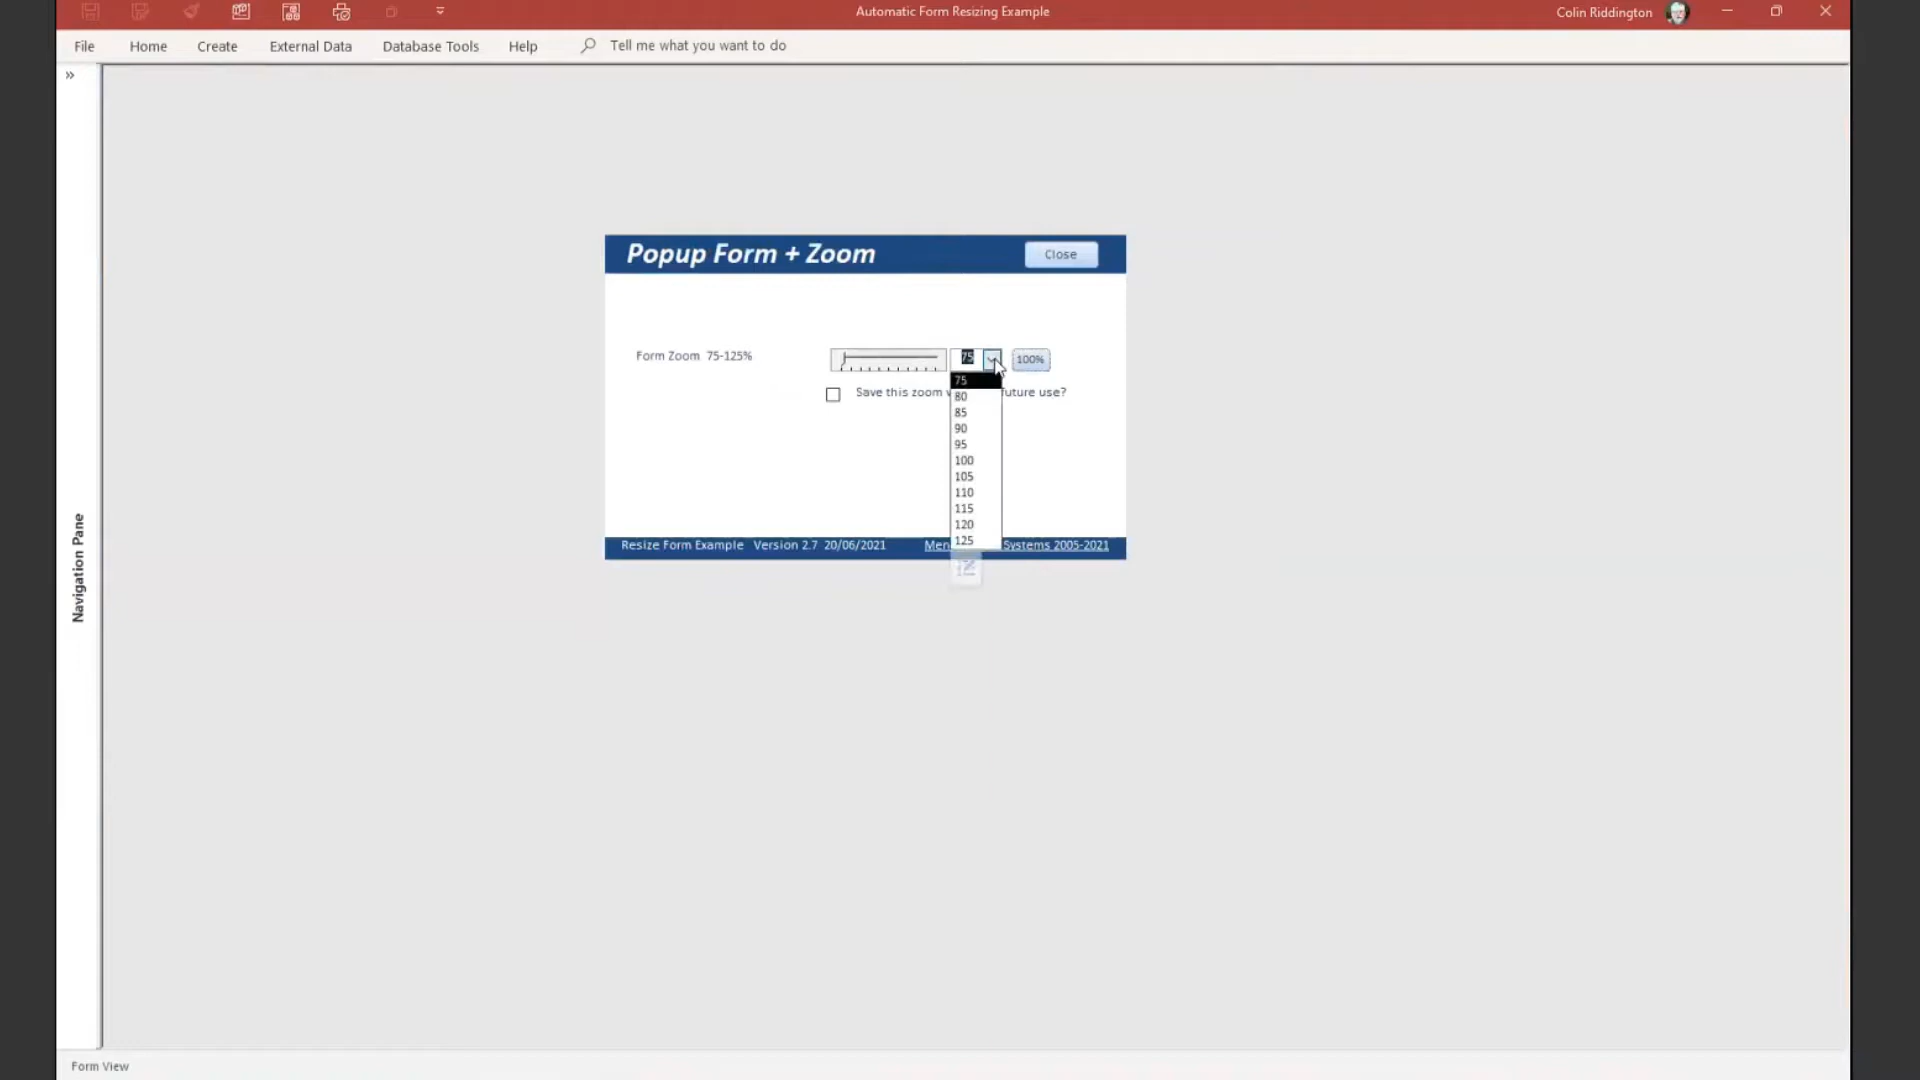 Automatic Form Resizing Example
Colin Riddington
File Home Create External Data Database Tools Help Tell me what you want to do
»
Navigation Pane
Popup Form + Zoom
Close
Form Zoom 75-125%
75
100%
Save this zoom future use?
75
80
85
90
95
100
105
110
115
120
125
Resize Form Example Version 2.7 20/06/2021 Systems 2005-2021
Form View